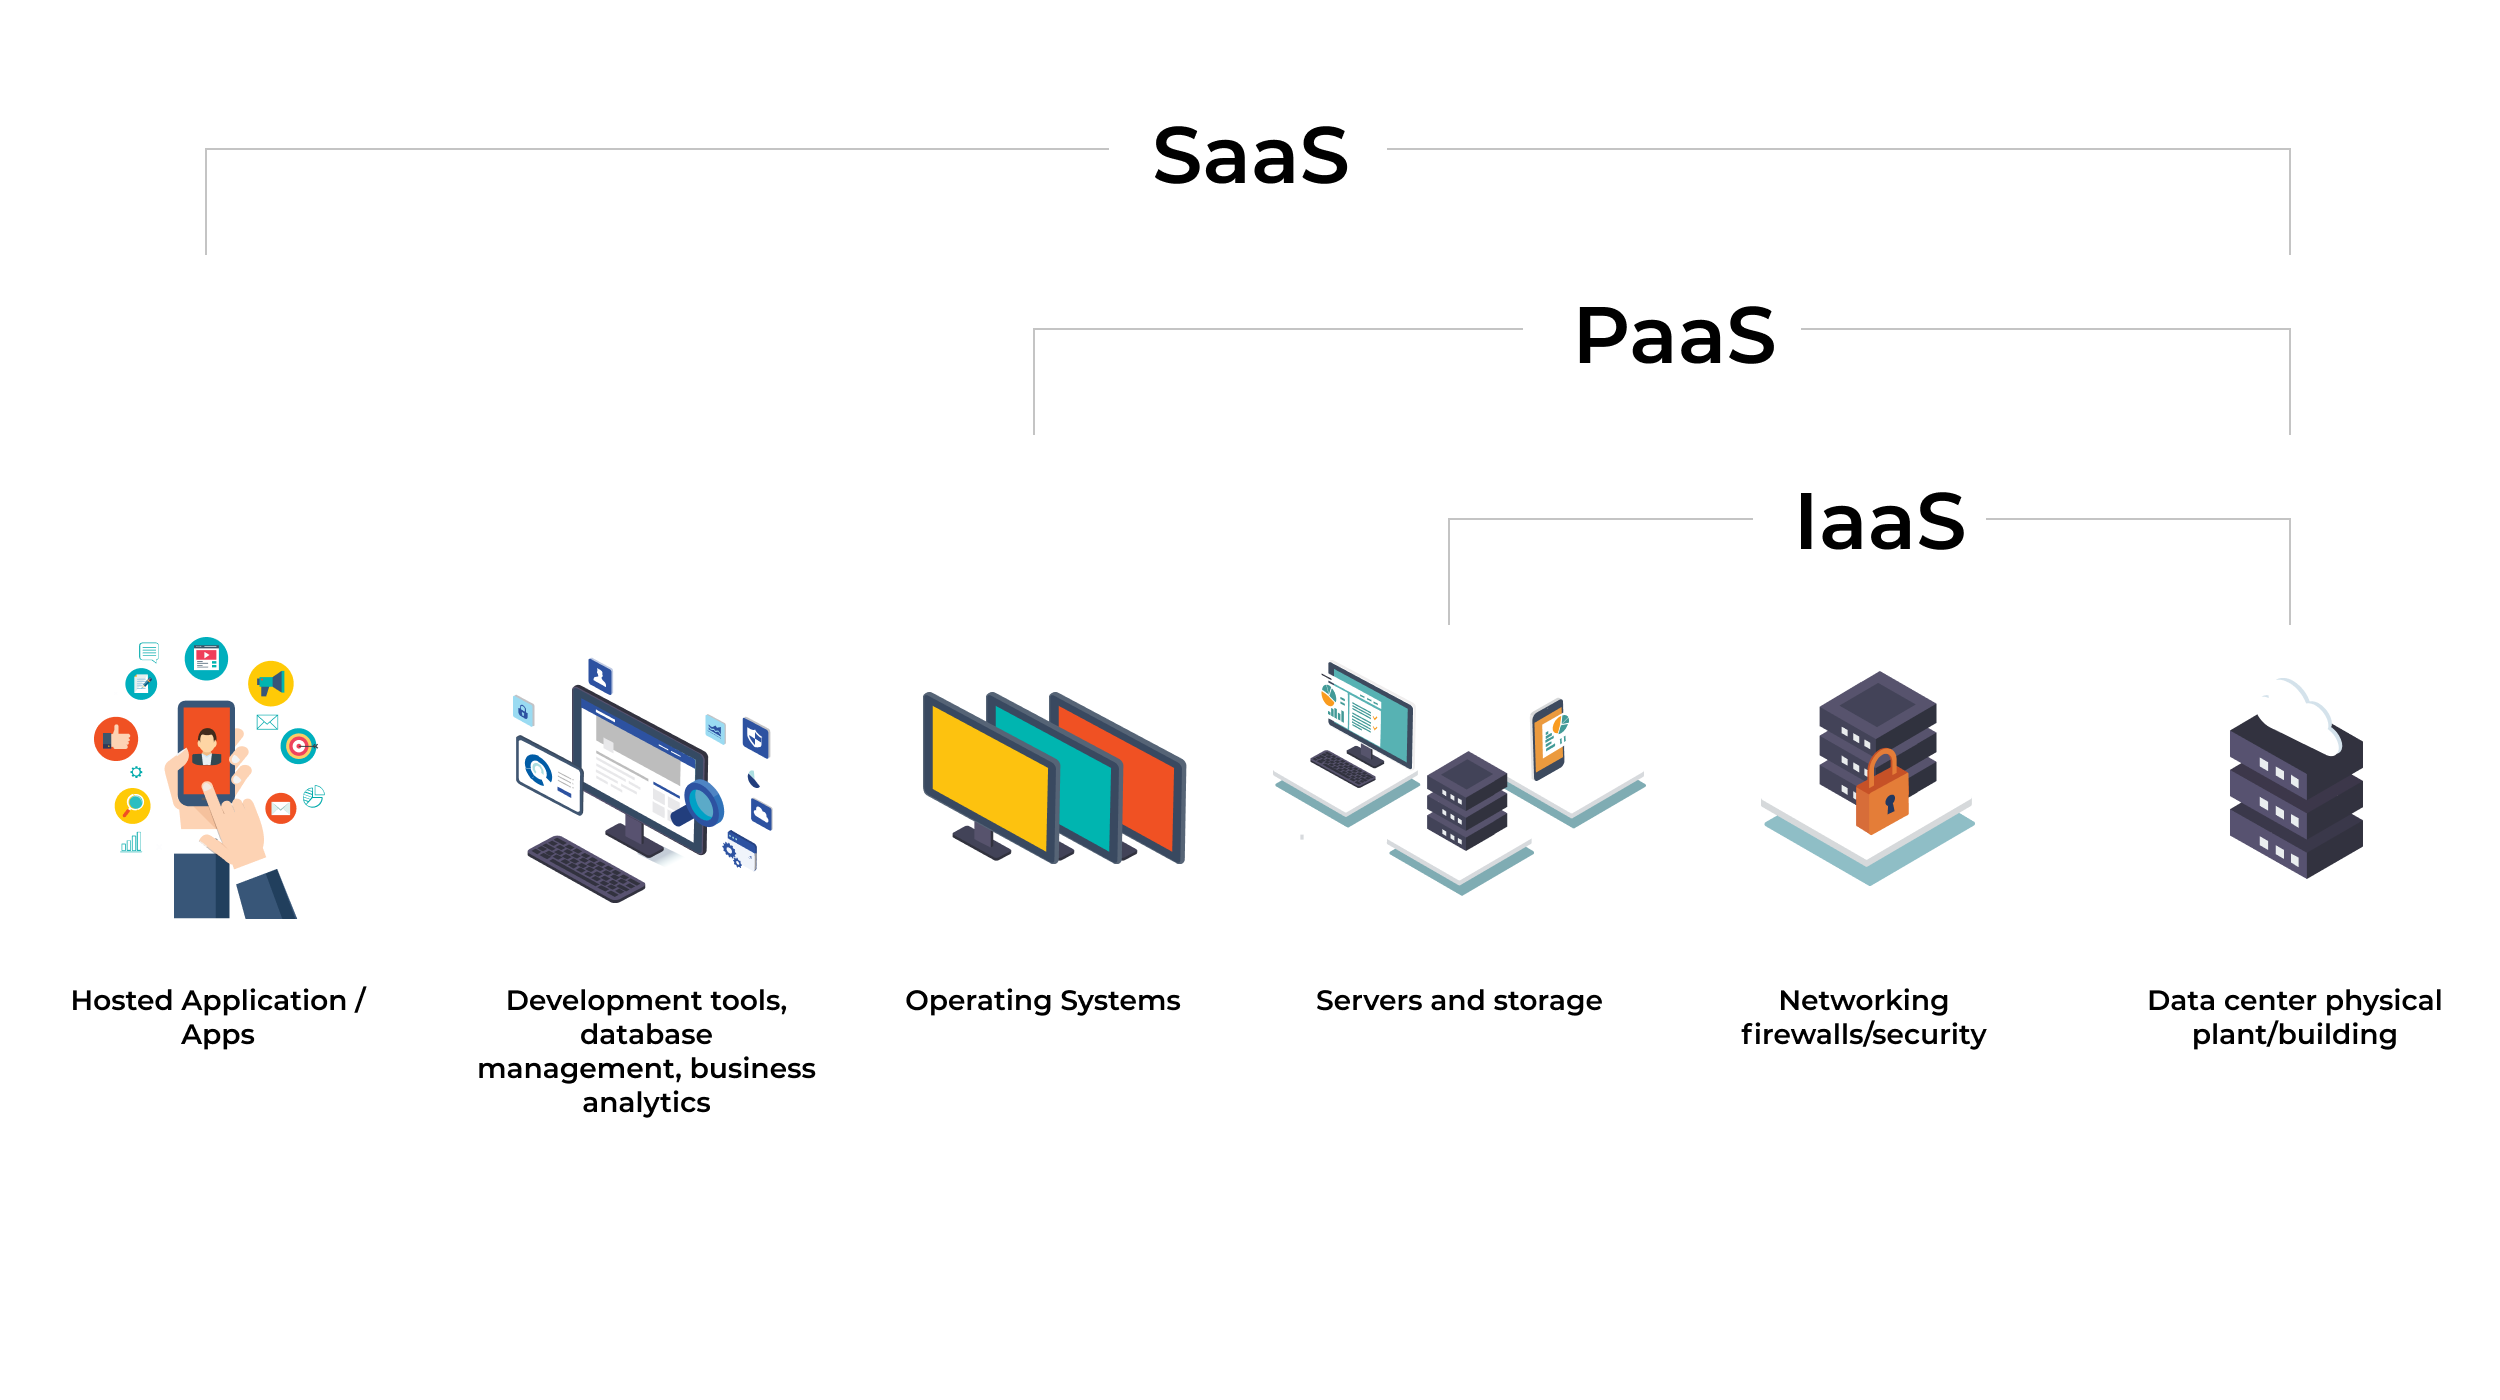 SaaS
PaaS
IaaS
Hosted Application /
Apps
Development tools,
database
management, business
analytics
Operating Systems
Servers and storage
Networking
firewalls/security
Data center physical
plant/building